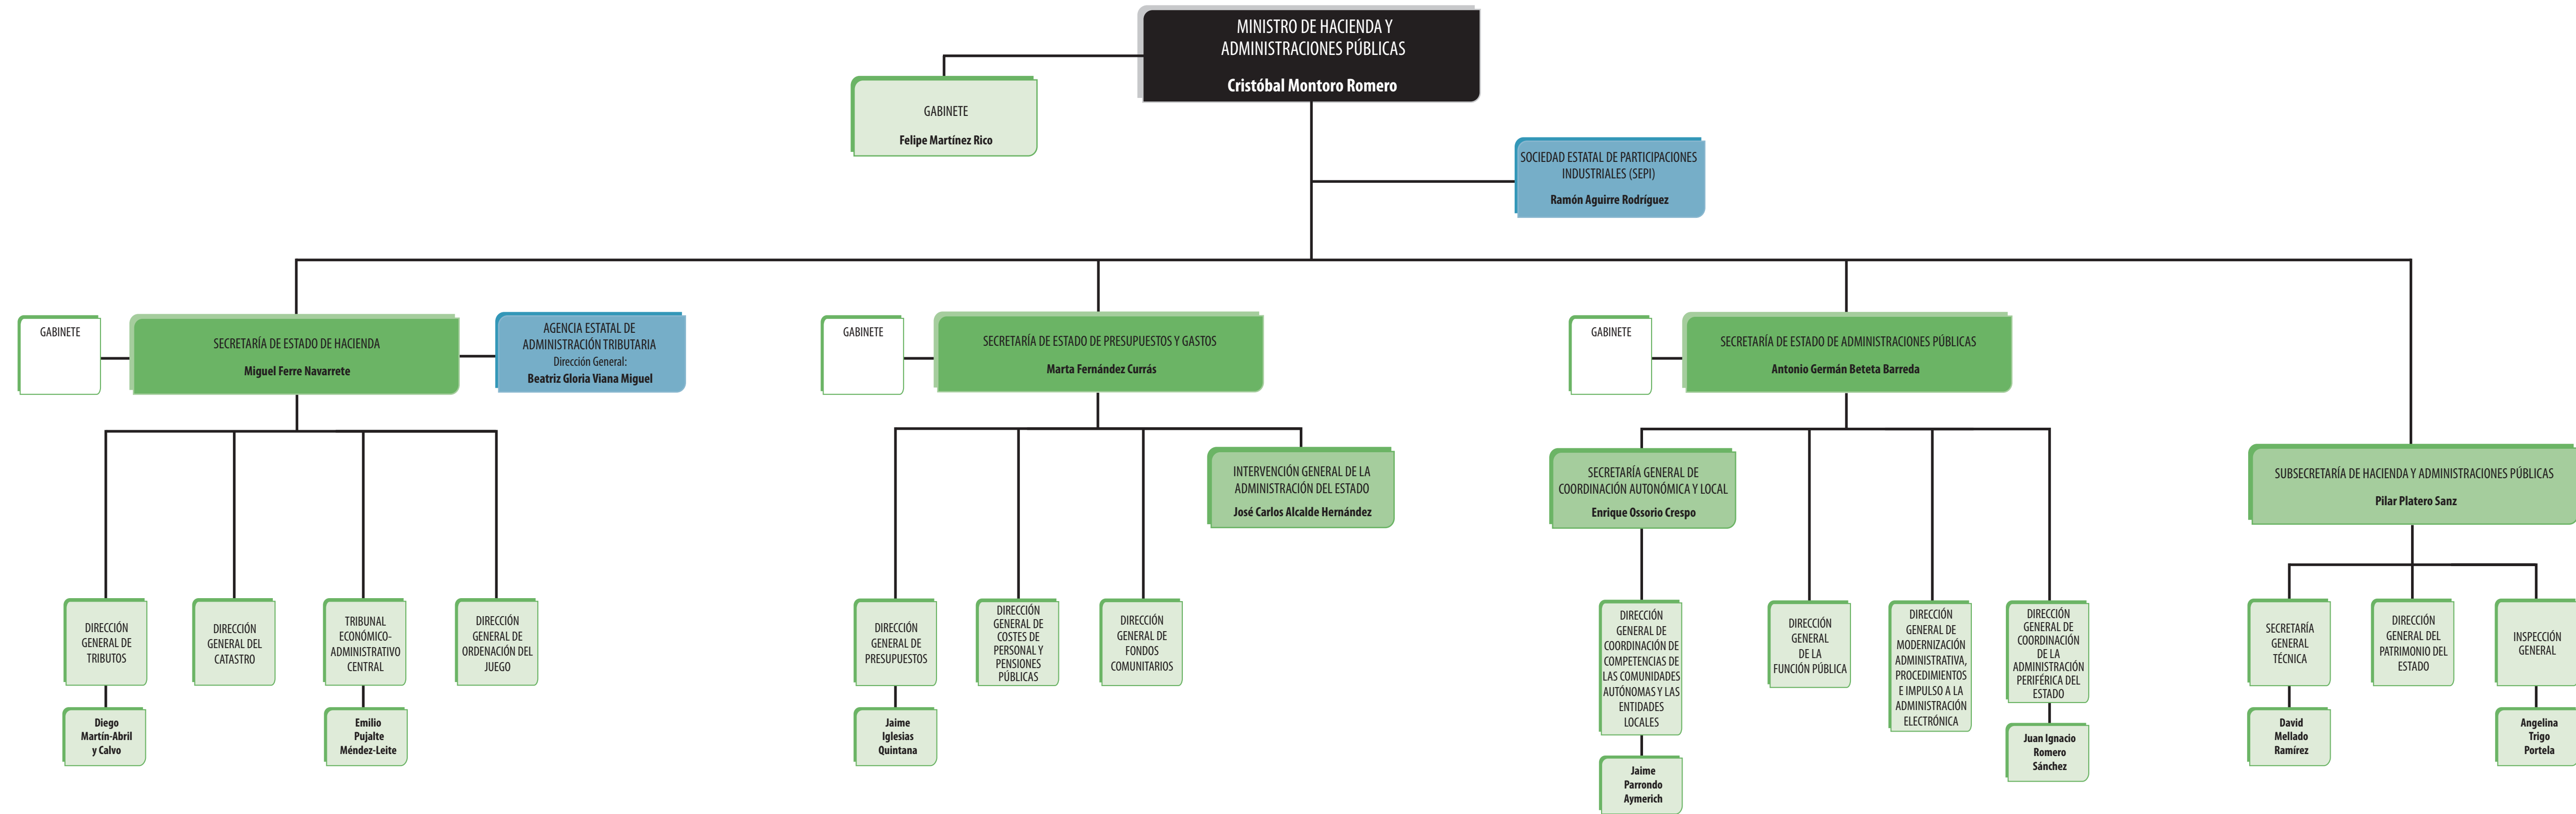 MINISTRO DE HACIENDA Y
ADMINISTRACIONES PÚBLICAS
Cristóbal Montoro Romero
GABINETE
Felipe Martínez Rico
SOCIEDAD ESTATAL DE PARTICIPACIONES
INDUSTRIALES (SEPI)
Ramón Aguirre Rodríguez
GABINETE
SECRETARÍA DE ESTADO DE HACIENDA
Miguel Ferre Navarrete
AGENCIA ESTATAL DE
ADMINISTRACIÓN TRIBUTARIA
Dirección General:
Beatriz Gloria Viana Miguel
GABINETE
SECRETARÍA DE ESTADO DE PRESUPUESTOS Y GASTOS
Marta Fernández Currás
GABINETE
SECRETARÍA DE ESTADO DE ADMINISTRACIONES PÚBLICAS
Antonio Germán Beteta Barreda
INTERVENCIÓN GENERAL DE LA
ADMINISTRACIÓN DEL ESTADO
José Carlos Alcalde Hernández
SECRETARÍA GENERAL DE
COORDINACIÓN AUTONÓMICA Y LOCAL
Enrique Ossorio Crespo
SUBSECRETARÍA DE HACIENDA Y ADMINISTRACIONES PÚBLICAS
Pilar Platero Sanz
DIRECCIÓN
GENERAL DE
TRIBUTOS
Diego
Martín-Abril
y Calvo
DIRECCIÓN
GENERAL DEL
CATASTRO
TRIBUNAL
ECONÓMICO-
ADMINISTRATIVO
CENTRAL
Emilio
Pujalte
Méndez-Leite
DIRECCIÓN
GENERAL DE
ORDENACIÓN DEL
JUEGO
DIRECCIÓN
GENERAL DE
PRESUPUESTOS
Jaime
Iglesias
Quintana
DIRECCIÓN
GENERAL DE
COSTES DE
PERSONAL Y
PENSIONES
PÚBLICAS
DIRECCIÓN
GENERAL DE
FONDOS
COMUNITARIOS
DIRECCIÓN
GENERAL DE
COORDINACIÓN DE
COMPETENCIAS DE
LAS COMUNIDADES
AUTÓNOMAS Y LAS
ENTIDADES
LOCALES
Jaime
Parrondo
Aymerich
DIRECCIÓN
GENERAL
DE LA
FUNCIÓN PÚBLICA
DIRECCIÓN
GENERAL DE
MODERNIZACIÓN
ADMINISTRATIVA,
PROCEDIMIENTOS
E IMPULSO A LA
ADMINISTRACIÓN
ELECTRÓNICA
DIRECCIÓN
GENERAL DE
COORDINACIÓN
DE LA
ADMINISTRACIÓN
PERIFÉRICA DEL
ESTADO
Juan Ignacio
Romero
Sánchez
SECRETARÍA
GENERAL
TÉCNICA
David
Mellado
Ramírez
DIRECCIÓN
GENERAL DEL
PATRIMONIO DEL
ESTADO
INSPECCIÓN
GENERAL
Angelina
Trigo
Portela